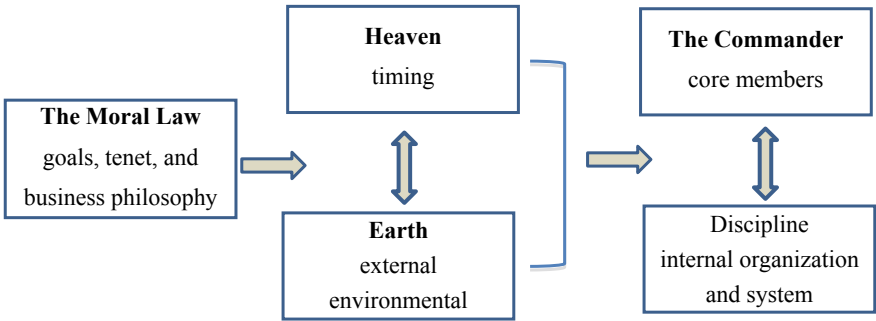 The Moral Law
goals, tenet, and
business philosophy
Heaven
timing
Earth
external
environmental
The Commander
core members
Discipline
internal organization
and system